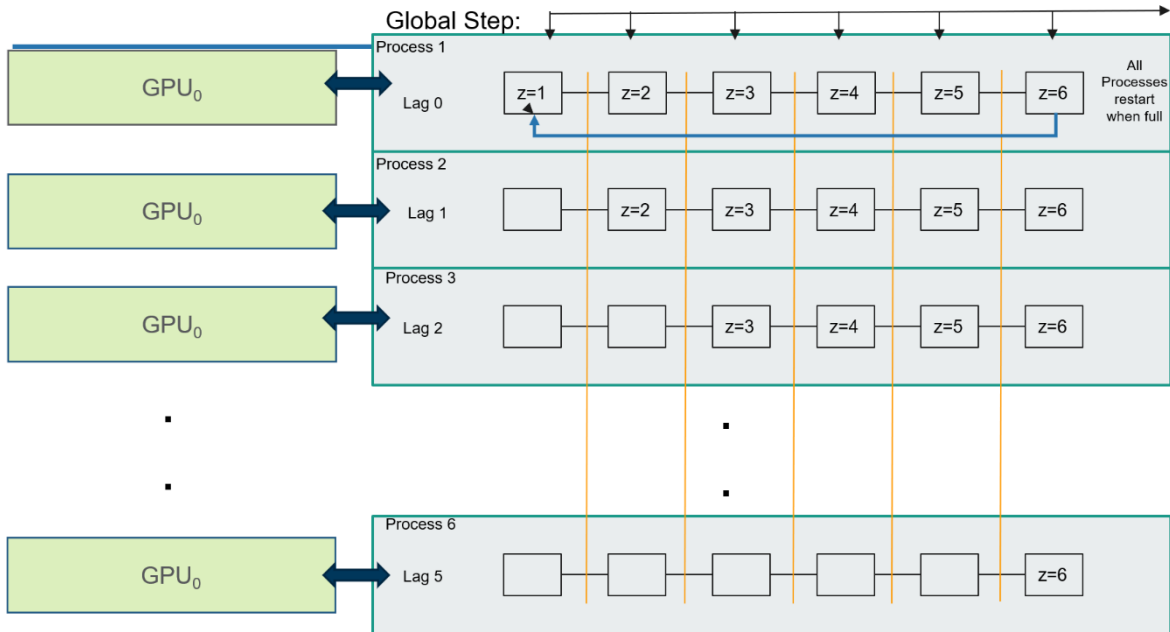 Global Step:
Process 1
GPU0
Lag 0
z=1
z=2
z=3
z=4
z=5
z=6
All
Processes
restart
when full
Process 2
GPU0
Lag 1
z=2
z=3
z=4
z=5
z=6
Process 3
GPU0
Lag 2
z=3
z=4
z=5
z=6
Process 6
GPU0
Lag 5
z=6